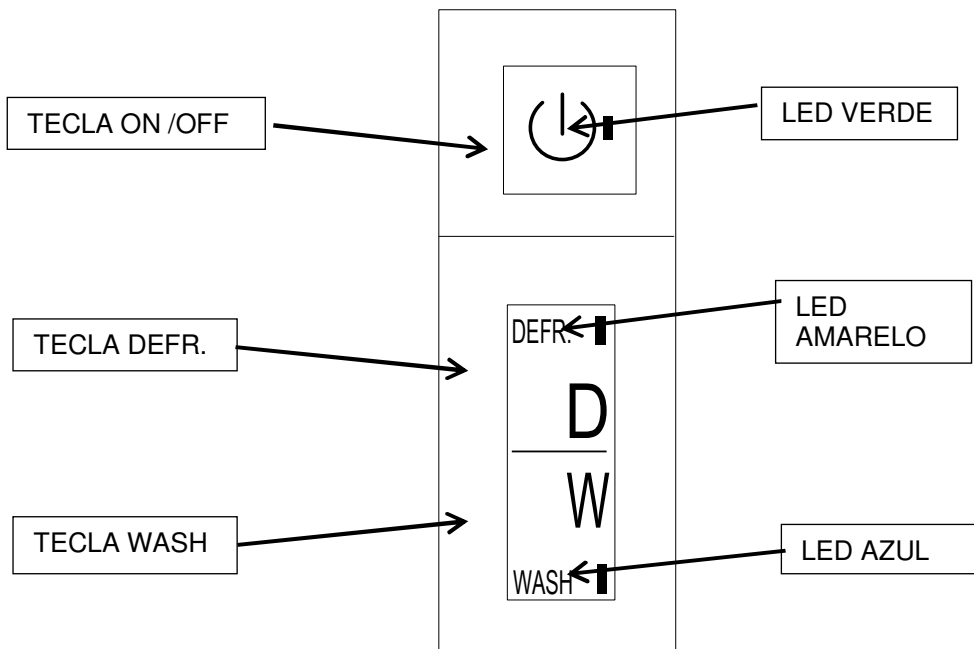 TECLA ON /OFF
LED VERDE
DEFR.
LED
AMARELO
TECLA DEFR.
D
W
TECLA WASH
WASH
LED AZUL